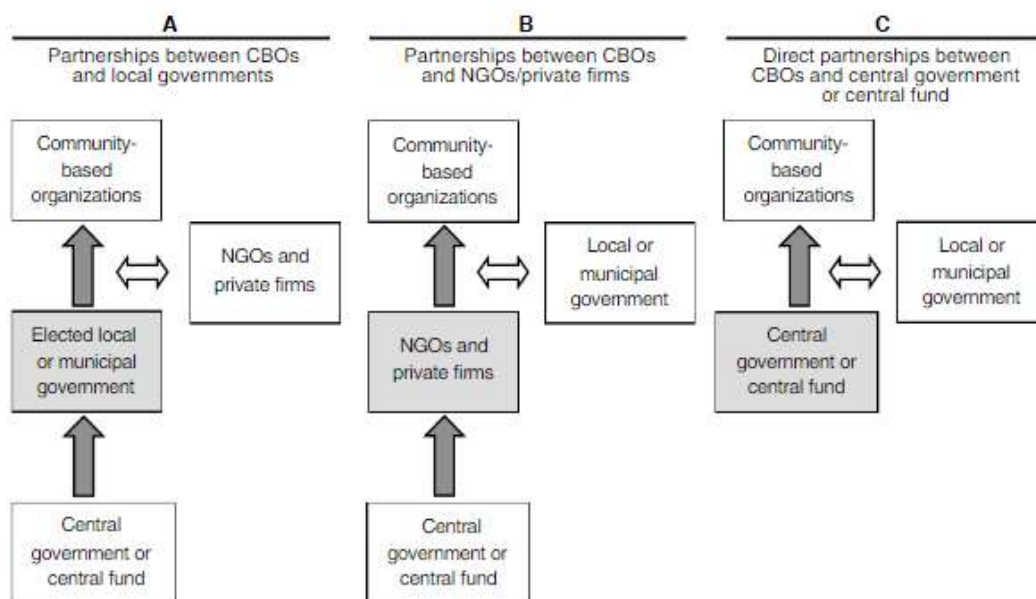 A
Partnerships between CBOs
and local governments
Community-
based
organizations
NGOs and
private firms
Elected local
or municipal
government
Central
government or
central fund
B
Partnerships between CBOs
and NGOs/private firms
Community-
based
organizations
Local or
municipal
government
NGOs and
private firms
Central
government or
central fund
C
Direct partnerships between
CBOs and central government
or central fund
Community-
based
organizations
Local or
municipal
government
Central
government or
central fund